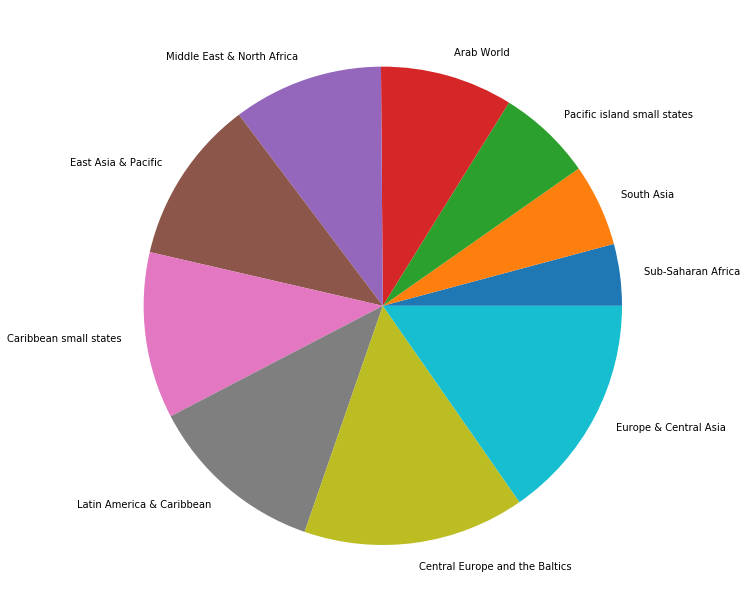 Middle East & North Africa
Arab World
Pacific island small states
East Asia & Pacific
South Asia
Sub-Saharan Africa
Caribbean small states
Europe & Central Asia
Latin America & Caribbean
Central Europe and the Baltics